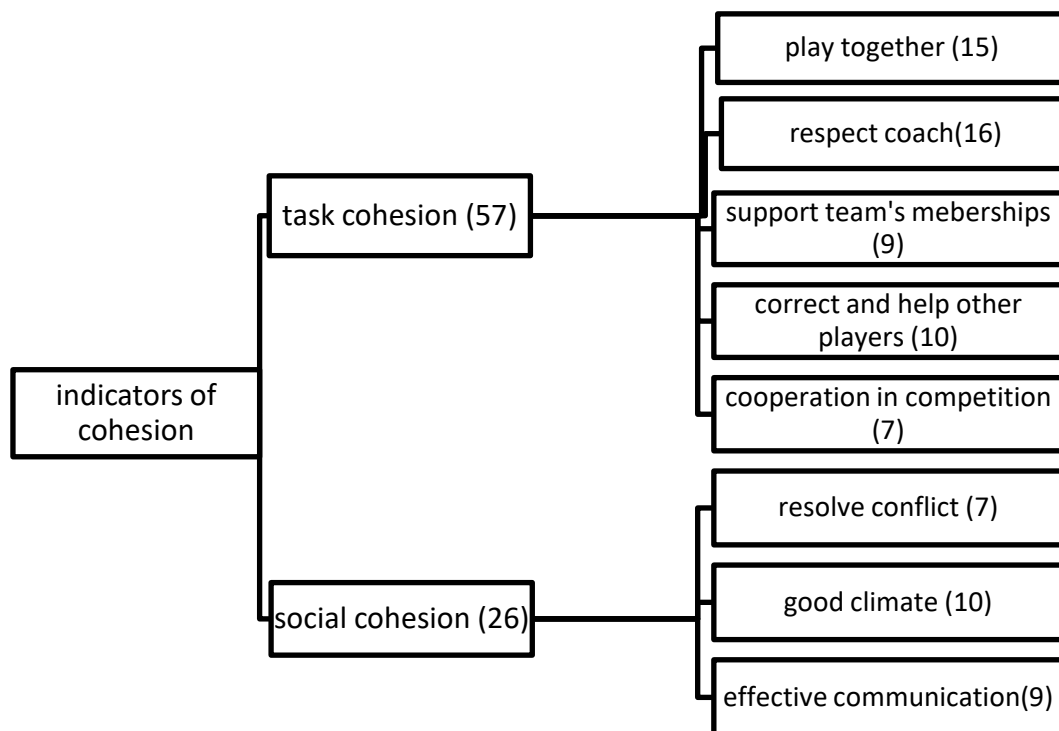 play together (15)
respect coach(16)
task cohesion (57)
support team's meberships
(9)
correct and help other
players (10)
cooperation in competition
(7)
indicators of
cohesion
resolve conflict (7)
good climate (10)
social cohesion (26)
effective communication(9)